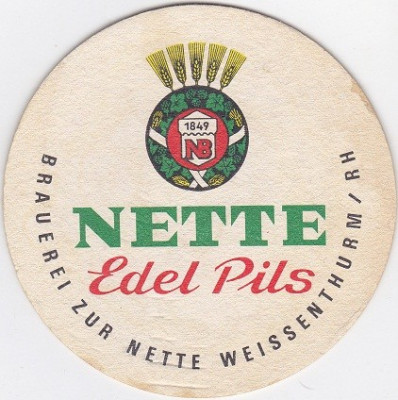 1849
NB
NETTE
Edel Pils
BRAUEREI ZUR NETTE WEISSENTHURM/RH